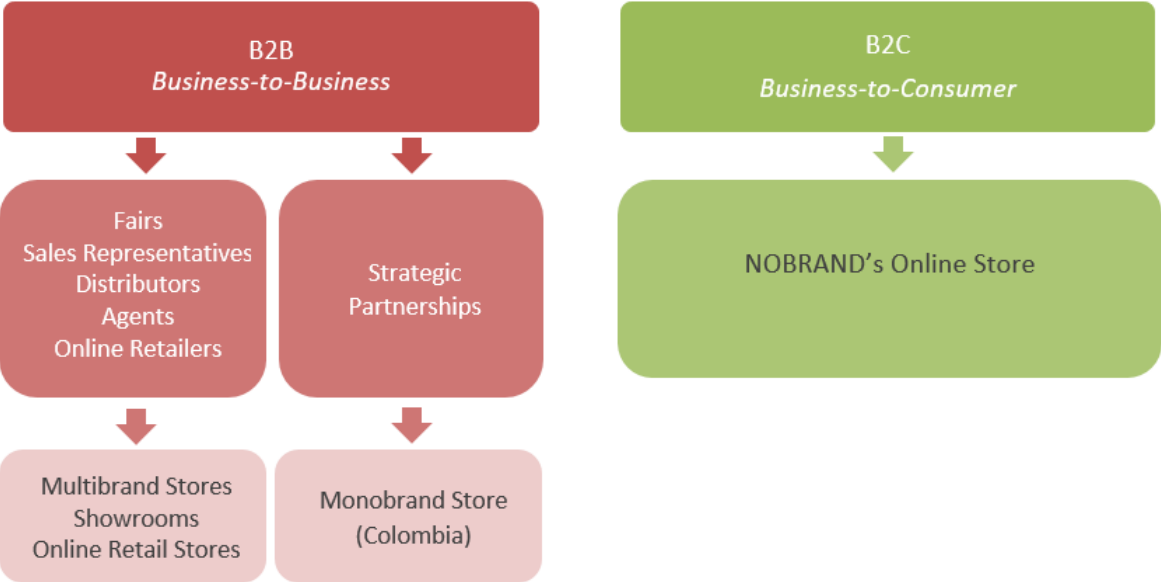 B2B
Business-to-Business
B2C
Business-to-Consumer
Fairs
Sales Representatives
Distributors
Agents
Online Retailers
Strategic
Partnerships
NOBRAND’s Online Store
Multibrand Stores
Showrooms
Online Retail Stores
Monobrand Store
(Colombia)